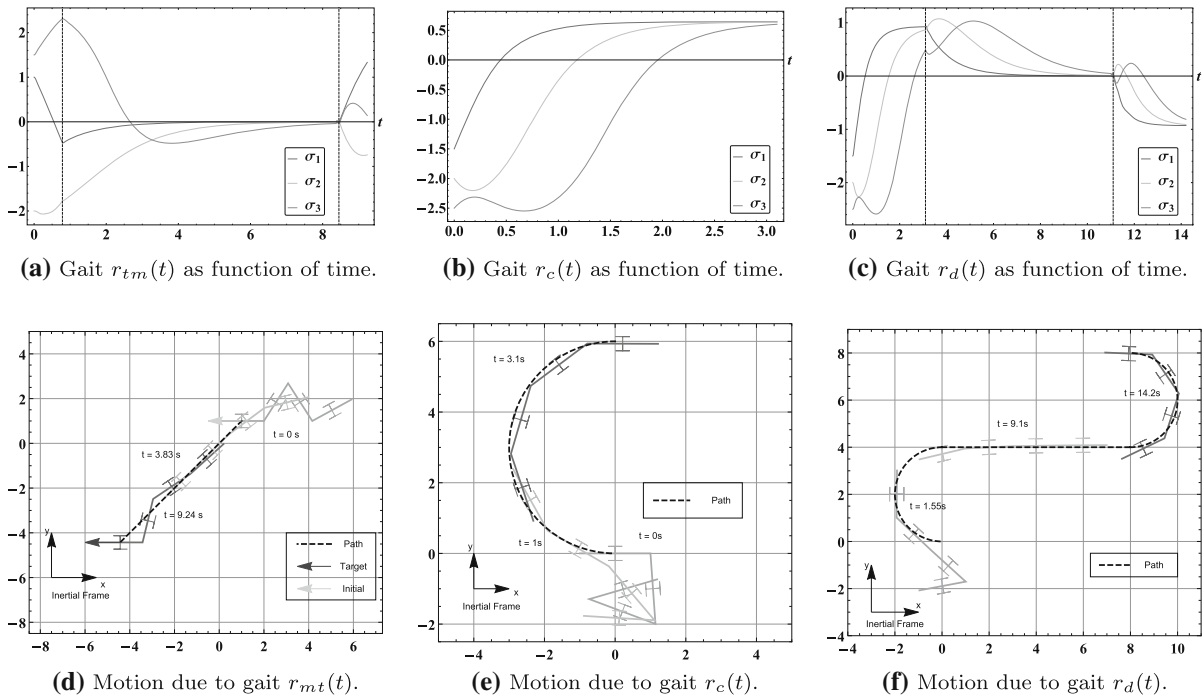 2
1
0
−1
−2
0
2
4
6
8
t
σ1
σ2
σ3
(a) Gait r_tm(t) as function of time.
0.5
0.0
−0.5
−1.0
−1.5
−2.0
−2.5
0.0
0.5
1.0
1.5
2.0
2.5
3.0
t
σ1
σ2
σ3
(b) Gait r_c(t) as function of time.
1
0
−1
−2
0
2
4
6
8
10
12
14
t
σ1
σ2
σ3
(c) Gait r_d(t) as function of time.
4
2
0
−2
−4
−6
−8
−6
−4
−2
0
2
4
6
t = 0 s
t = 3.83 s
t = 9.24 s
y
x
Inertial Frame
Path
Target
Initial
(d) Motion due to gait r_mt(t).
6
4
2
0
−2
−4
−2
0
2
4
t = 3.1s
Path
t = 1s
t = 0s
y
x
Inertial Frame
(e) Motion due to gait r_c(t).
8
6
4
2
0
−2
−4
−4
−2
0
2
4
6
8
10
t = 14.2s
t = 9.1s
t = 1.55s
y
x
Inertial Frame
Path
(f) Motion due to gait r_d(t).